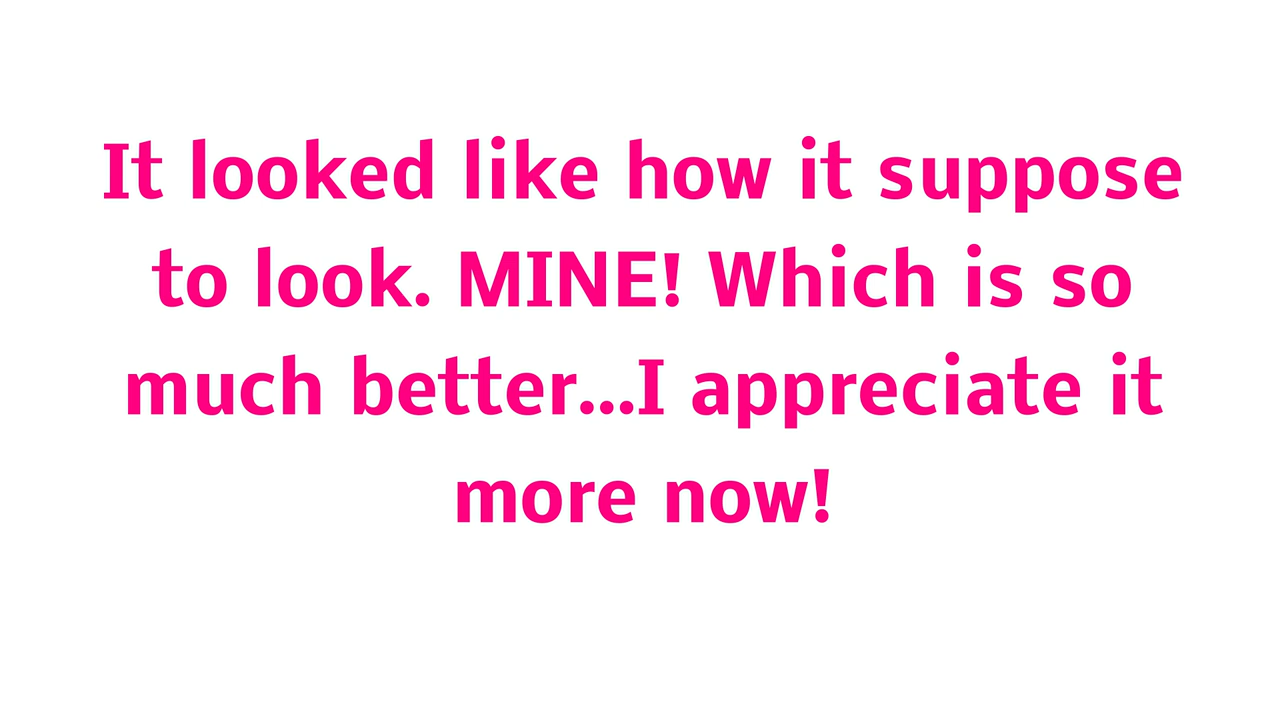 It looked like how it suppose
to look. MINE! Which is so
much better...I appreciate it
more now!